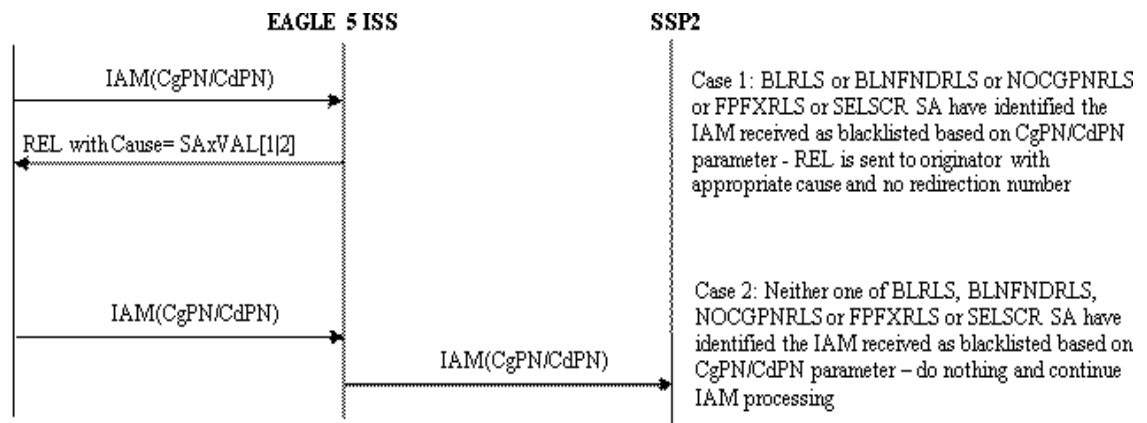 EAGLE 5 ISS
SSP2
IAM(CgPN/CdPN)
REL with Cause= SAxVAL[1|2]
Case 1: BLRLS or BLNFNDRLS or NOCGPNRLS
or FPFXRLS or SELSCR SA have identified the
IAM received as blacklisted based on CgPN/CdPN
parameter - REL is sent to originator with
appropriate cause and no redirection number
IAM(CgPN/CdPN)
IAM(CgPN/CdPN)
Case 2: Neither one of BLRLS, BLNFNDRLS,
NOCGPNRLS or FPFXRLS or SELSCR SA have
identified the IAM received as blacklisted based on
CgPN/CdPN parameter – do nothing and continue
IAM processing